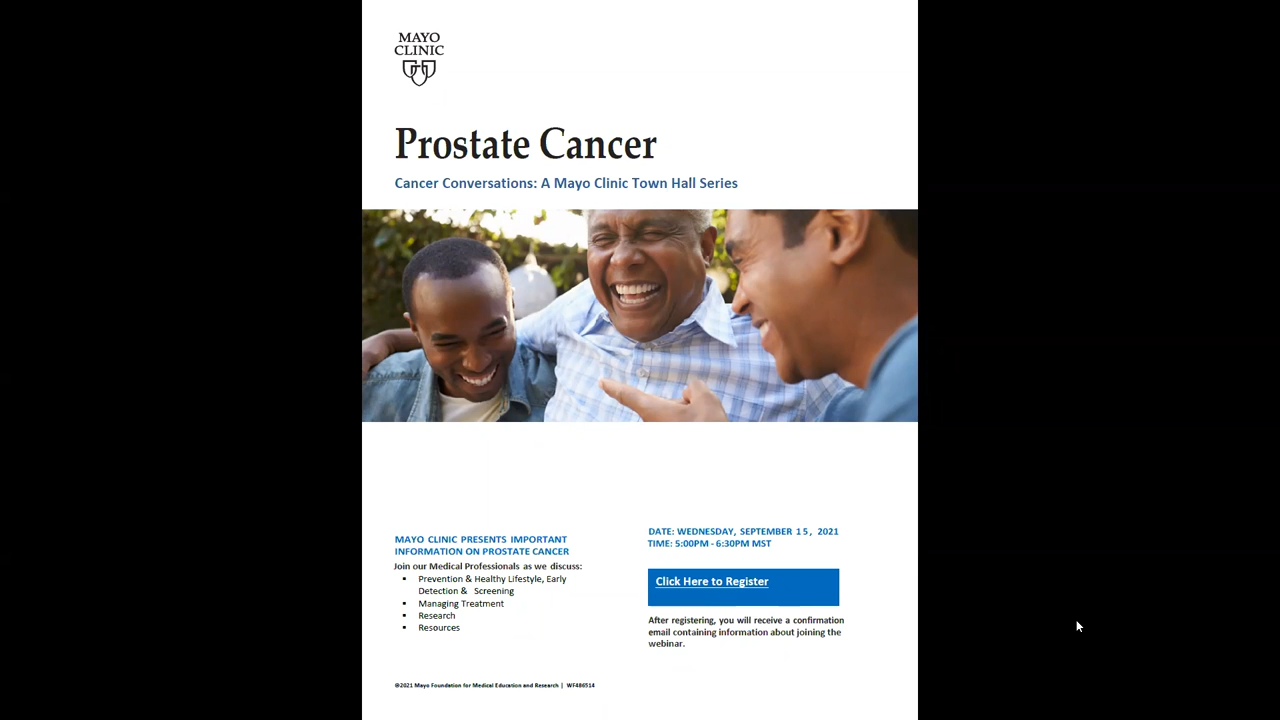 MAYO
CLINIC
Prostate Cancer
Cancer Conversations: A Mayo Clinic Town Hall Series
MAYO CLINIC PRESENTS IMPORTANT
INFORMATION ON PROSTATE CANCER
Join our Medical Professionals as we discuss:
▪ Prevention & Healthy Lifestyle, Early
Detection & Screening
▪ Managing Treatment
▪ Research
▪ Resources
DATE: WEDNESDAY, SEPTEMBER 15, 2021
TIME: 5:00PM - 6:30PM MST
Click Here to Register
After registering, you will receive a confirmation
email containing information about joining the
webinar.
©2021 Mayo Foundation for Medical Education and Research | WF486514